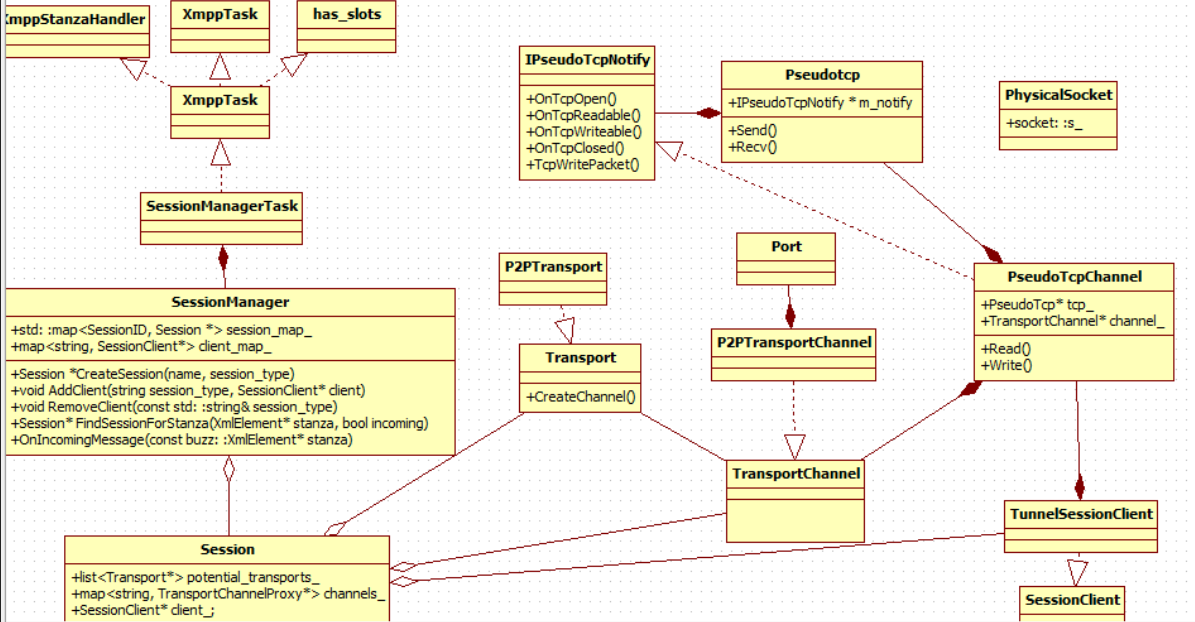 XmppStanzaHandler
XmppTask
has_slots
XmppTask
SessionManagerTask
SessionManager
+std: :map<SessionID, Session *> session_map_
+map<string, SessionClient*> client_map_
+Session *CreateSession(name, session_type)
+void AddClient(string session_type, SessionClient* client)
+void RemoveClient(const std: :string& session_type)
+Session* FindSessionForStanza(XmlElement* stanza, bool incoming)
+OnIncomingMessage(const buzz: :XmlElement* stanza)
Session
+list<Transport*> potential_transports_
+map<string, TransportChannelProxy*> channels_
+SessionClient* client_;
IPseudoTcpNotify
+OnTcpOpen()
+OnTcpReadable()
+OnTcpWriteable()
+OnTcpClosed()
+TcpWritePacket()
Pseudotcp
+IPseudoTcpNotify * m_notify
+Send()
+Recv()
PhysicalSocket
+socket: :s_
P2PTransport
Transport
+CreateChannel()
Port
P2PTransportChannel
TransportChannel
PseudoTcpChannel
+PseudoTcp* tcp_
+TransportChannel* channel_
+Read()
+Write()
TunnelSessionClient
SessionClient